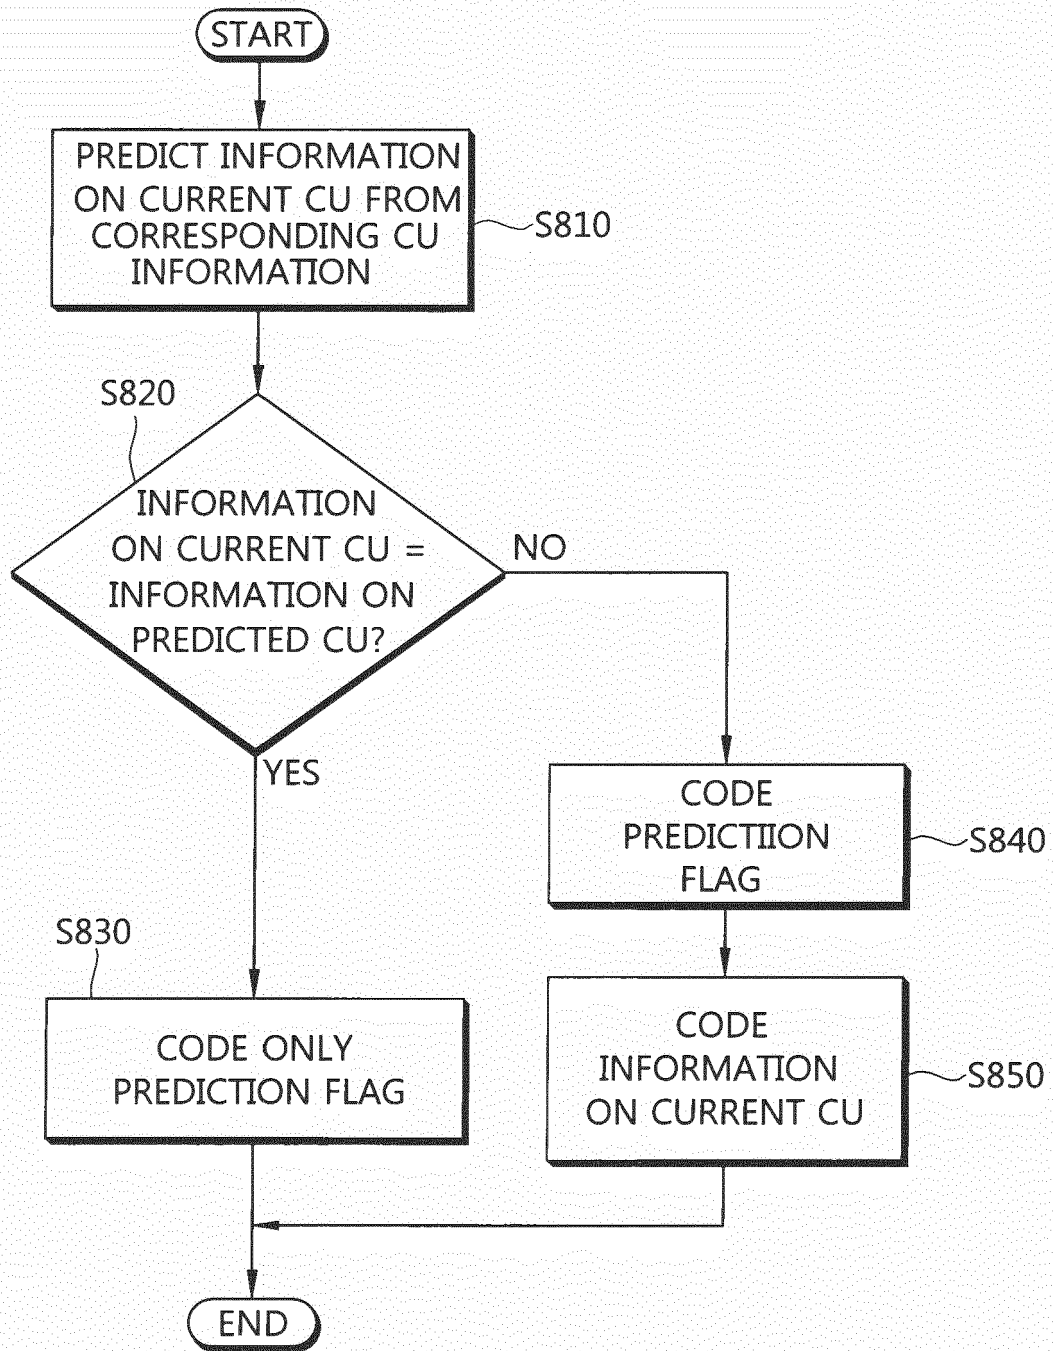 START
PREDICT INFORMATION
ON CURRENT CU FROM
CORRESPONDING CU
INFORMATION
S810
S820
INFORMATION
ON CURRENT CU =
INFORMATION ON
PREDICTED CU?
NO
YES
CODE
PREDICTIION
FLAG
S840
S830
CODE ONLY
PREDICTION FLAG
CODE
INFORMATION
ON CURRENT CU
S850
END